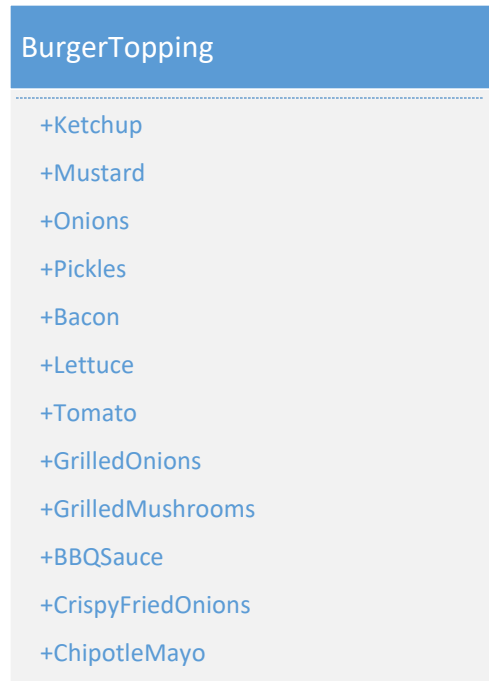 BurgerTopping
+Ketchup
+Mustard
+Onions
+Pickles
+Bacon
+Lettuce
+Tomato
+GrilledOnions
+GrilledMushrooms
+BBQSauce
+CrispyFriedOnions
+ChipotleMayo